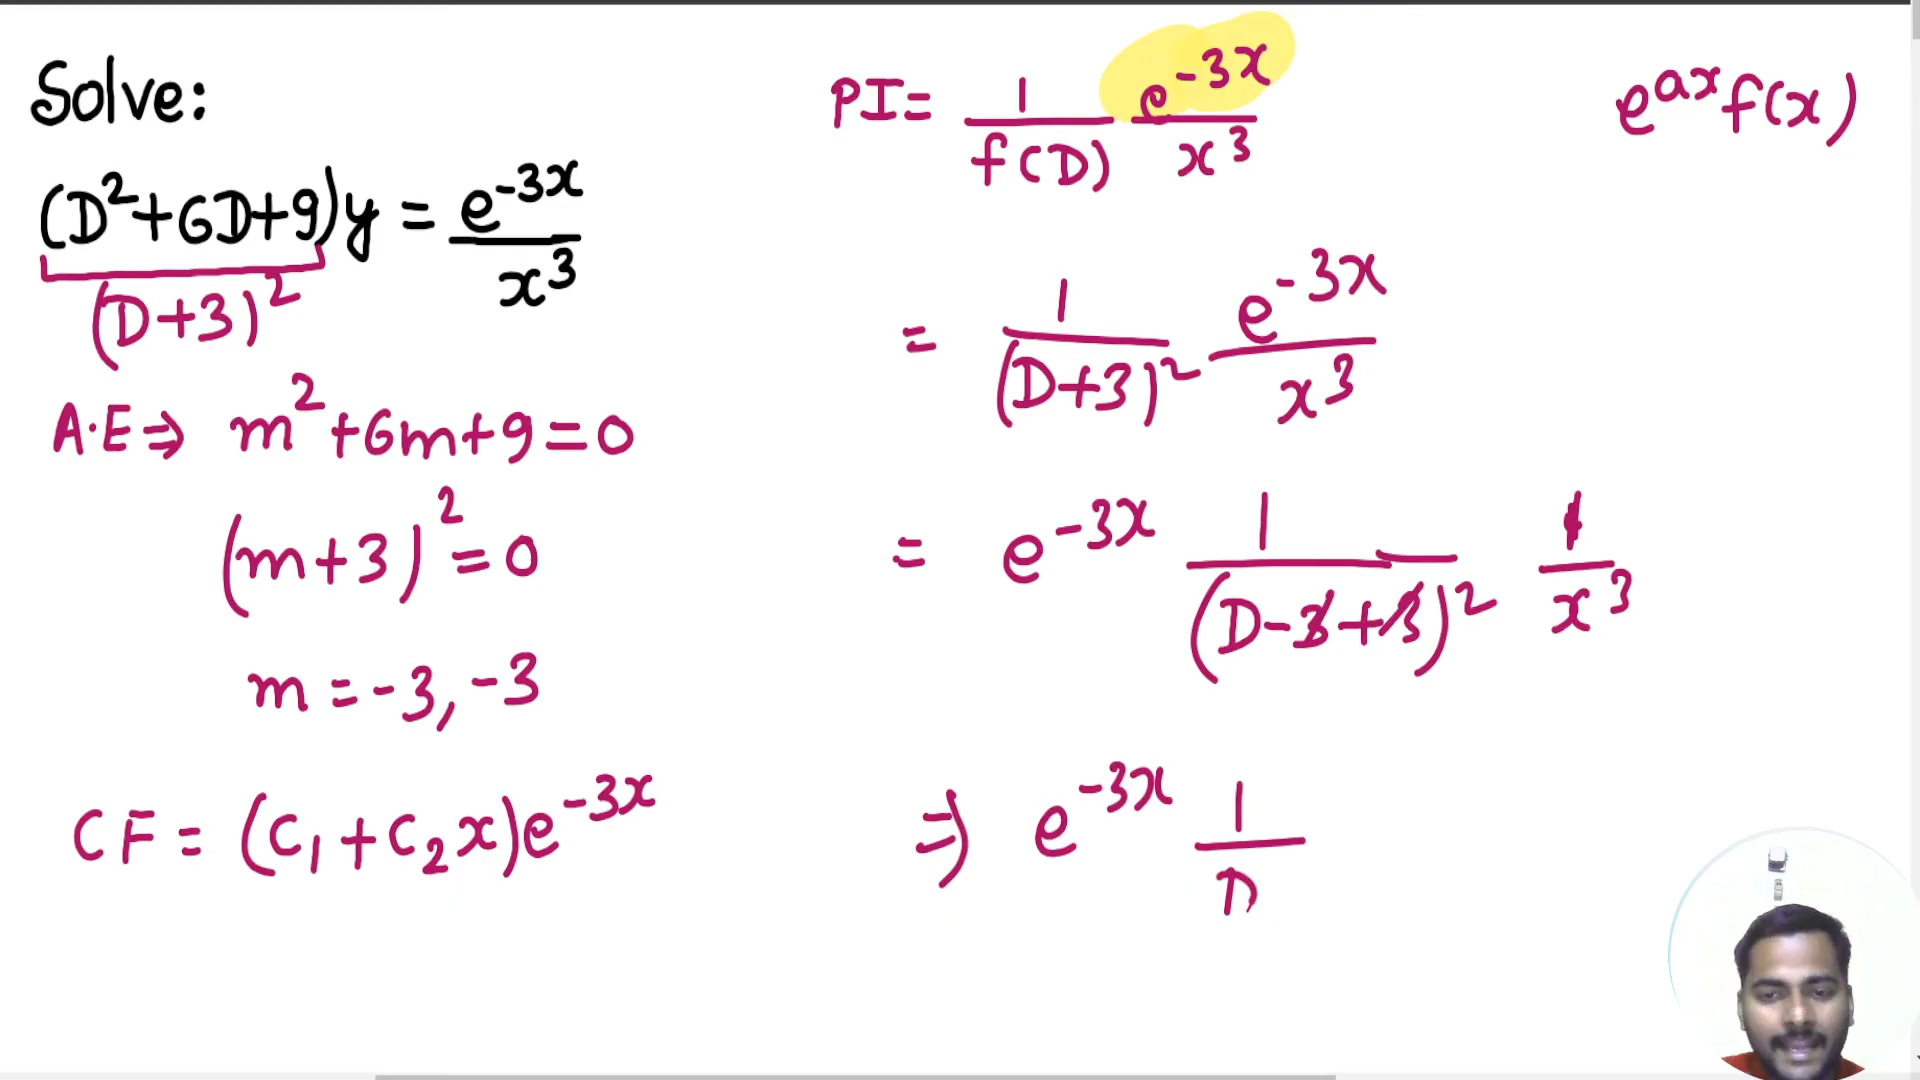 Solve:
(D²+6D+9)y = e^-3x / x³
(D+3)²
A·E ⇒ m²+6m+9=0
(m+3)²=0
m = -3, -3
CF = (C₁+C₂x)e^-3x
PI = 1/f(D) e^-3x / x³
e^ax f(x)
= 1/(D+3)² e^-3x / x³
= e^-3x 1/(D-3+3)² 1/x³
⇒ e^-3x 1/D